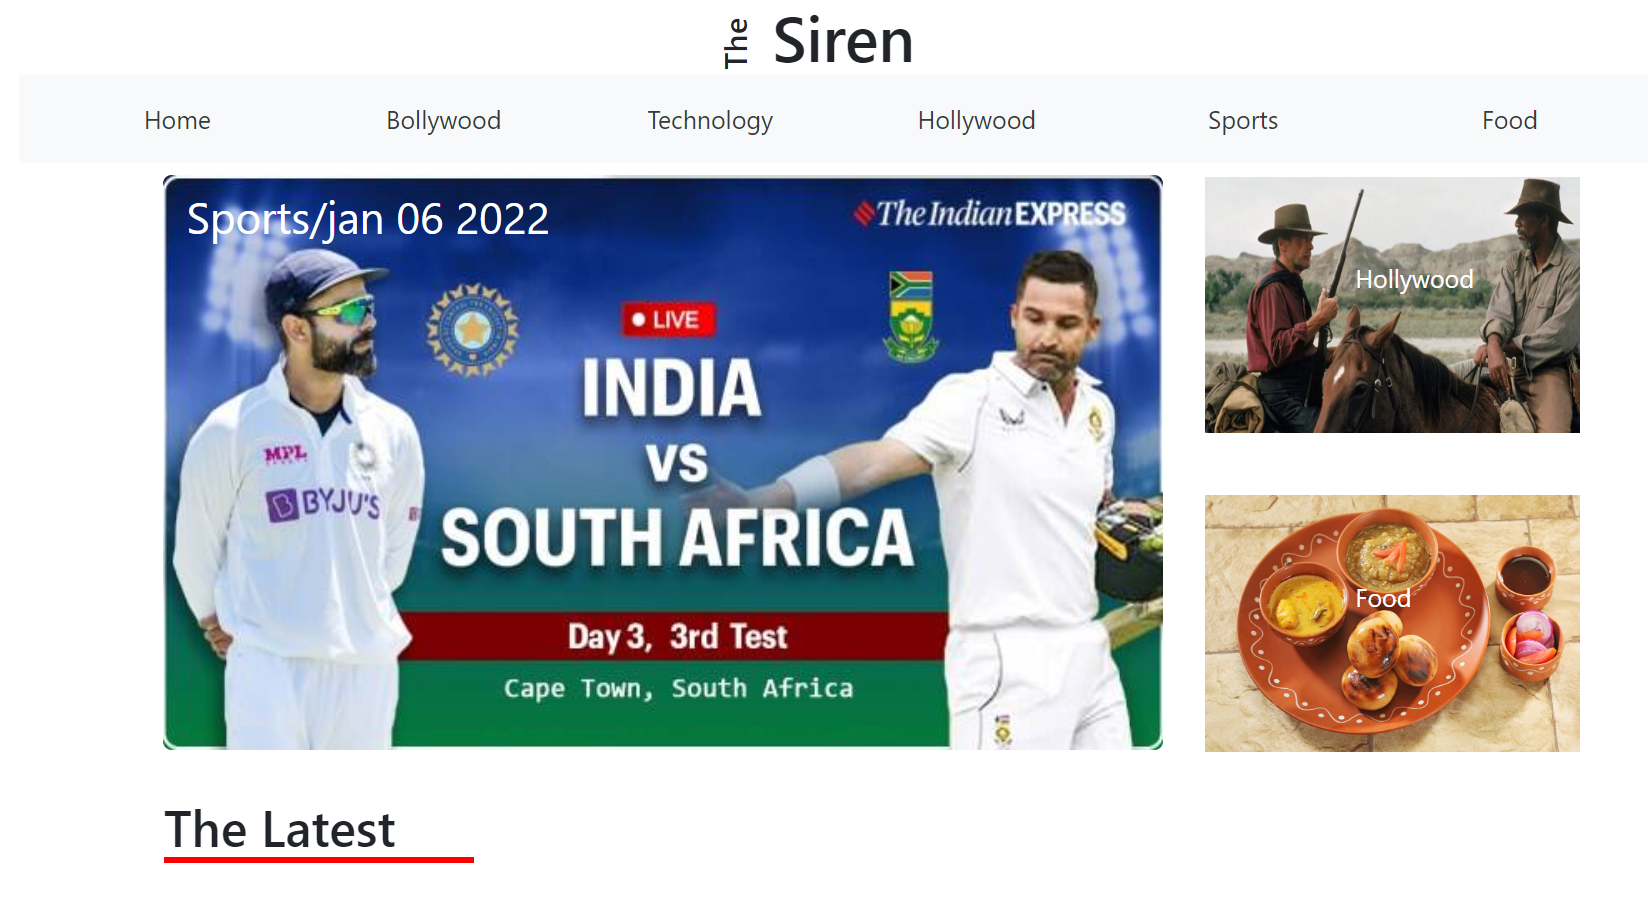 The Siren
Home Bollywood Technology Hollywood Sports Food
Sports/jan 06 2022
The Indian EXPRESS
LIVE
INDIA
VS
SOUTH AFRICA
MPL
BYJU'S
Day 3, 3rd Test
Cape Town, South Africa
Hollywood
Food
The Latest